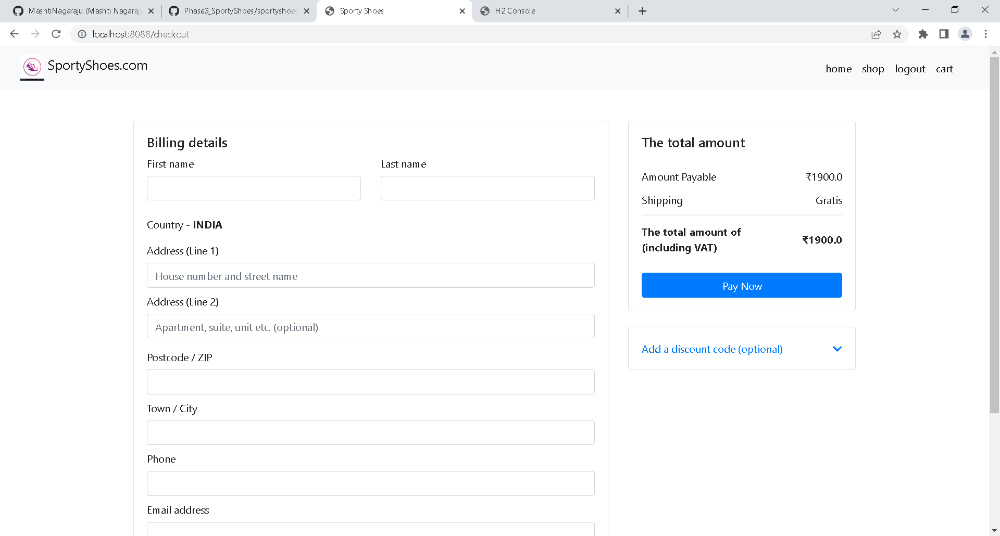 MashtiNagaraju (Mashti Nagaraju
Phase3_SportyShoes/sportyshoes
Sporty Shoes
H2 Console
localhost:8088/checkout
SportyShoes.com
home shop logout cart
Billing details
First name
Last name
Country - INDIA
Address (Line 1)
House number and street name
Address (Line 2)
Apartment, suite, unit etc. (optional)
Postcode / ZIP
Town / City
Phone
Email address
The total amount
Amount Payable ₹1900.0
Shipping Gratis
The total amount of
(including VAT) ₹1900.0
Pay Now
Add a discount code (optional)